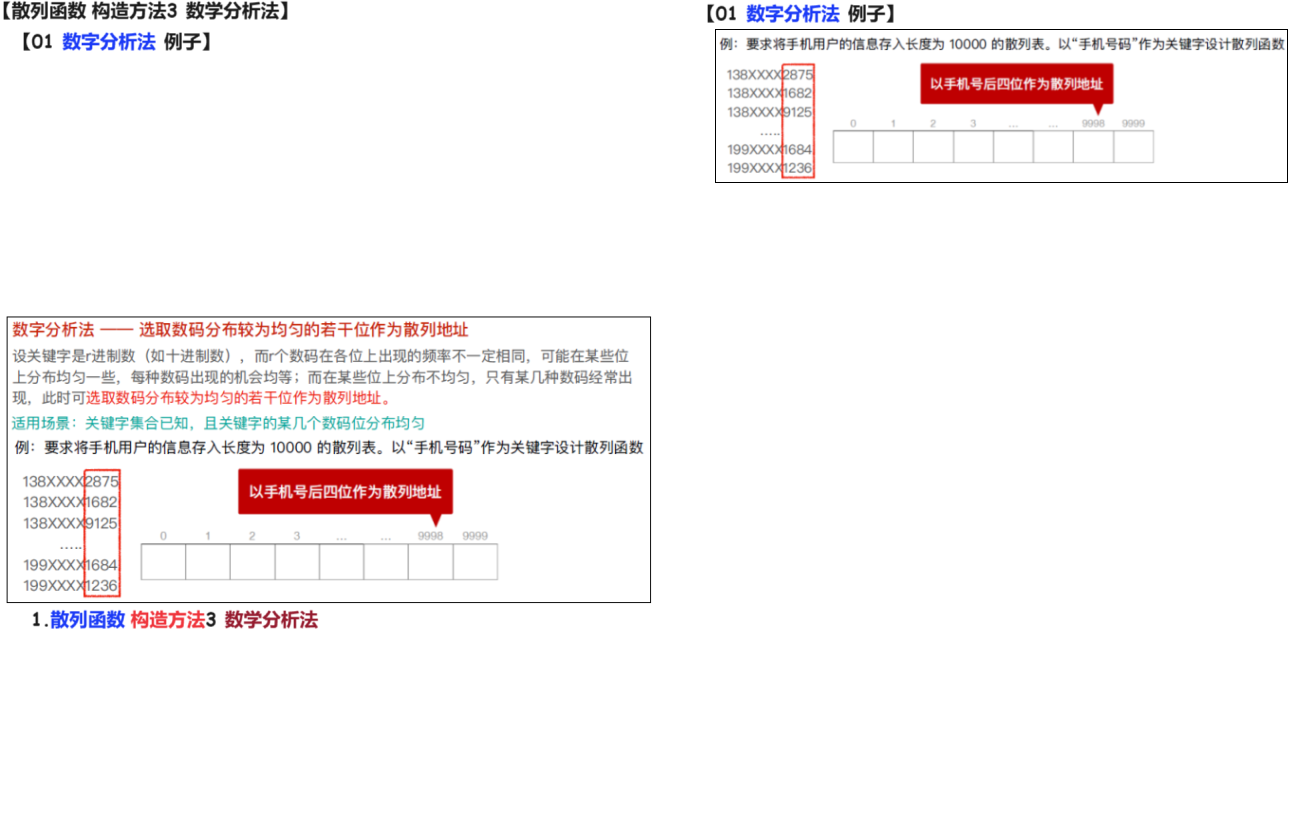 【散列函数 构造方法3 数学分析法】
【01 数字分析法 例子】
数字分析法 —— 选取数码分布较为均匀的若干位作为散列地址
设关键字是r进制数（如十进制数），而r个数码在各位上出现的频率不一定相同，可能在某些位
上分布均匀一些，每种数码出现的机会均等；而在某些位上分布不均匀，只有某几种数码经常出
现，此时可选取数码分布较为均匀的若干位作为散列地址。
适用场景：关键字集合已知，且关键字的某几个数码位分布均匀
例：要求将手机用户的信息存入长度为 10000 的散列表。以“手机号码”作为关键字设计散列函数
138XXXX2875
138XXXX1682
138XXXX9125
.....
199XXXX1684
199XXXX1236
以手机号后四位作为散列地址
0 1 2 3 ... ... 9998 9999
1.散列函数 构造方法3 数学分析法
【01 数字分析法 例子】
例：要求将手机用户的信息存入长度为 10000 的散列表。以“手机号码”作为关键字设计散列函数
138XXXX2875
138XXXX1682
138XXXX9125
.....
199XXXX1684
199XXXX1236
以手机号后四位作为散列地址
0 1 2 3 ... ... 9998 9999